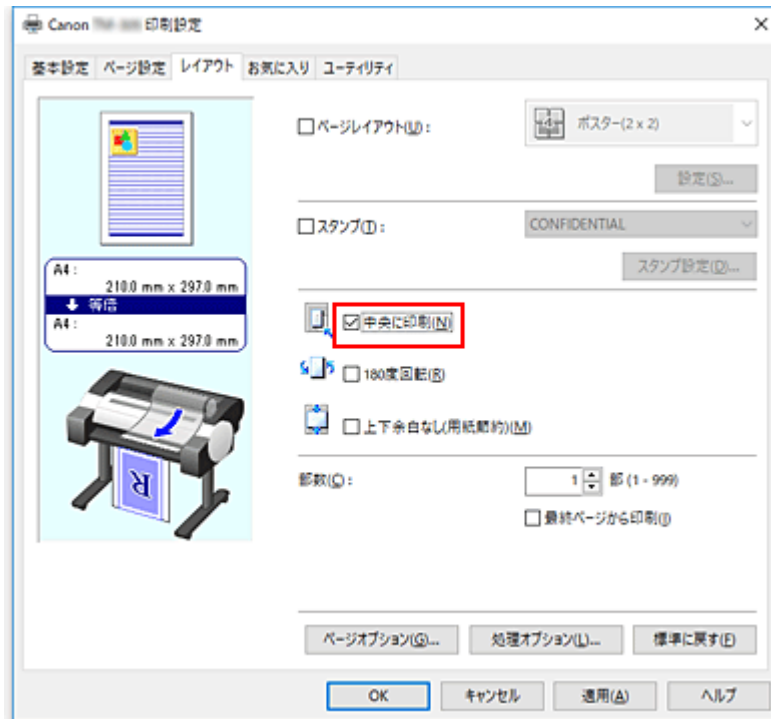 Canon 印刷設定
基本設定 ページ設定 レイアウト お気に入り ユーティリティ
ページレイアウト(U):
ポスター(2 x 2)
設定(S)...
スタンプ(T):
CONFIDENTIAL
スタンプ設定(D)...
A4 :
210.0 mm x 297.0 mm
等倍
A4 :
210.0 mm x 297.0 mm
中央に印刷(N)
180度回転(R)
上下余白なし(用紙節約)(M)
R
部数(C):
1 部 (1 - 999)
最終ページから印刷(I)
ページオプション(G)... 処理オプション(L)... 標準に戻す(F)
OK キャンセル 適用(A) ヘルプ